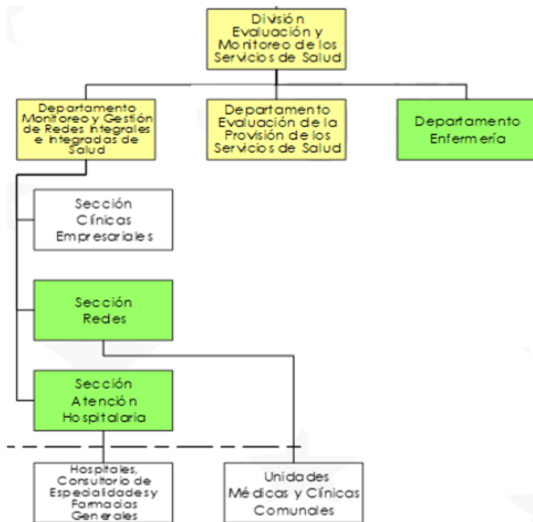 División
Evaluación y
Monitoreo de los
Servicios de Salud
Departamento
Monitoreo y Gestión
de Redes Integrales
e Integradas de
Salud
Departamento
Evaluación de la
Provisión de los
Servicios de Salud
Departamento
Enfermería
Sección
Clínicas
Empresariales
Sección
Redes
Sección
Atención
Hospitalaria
Hospitales,
Consultorio de
Especialidades y
Farmacias
Generales
Unidades
Médicas y Clínicas
Comunales